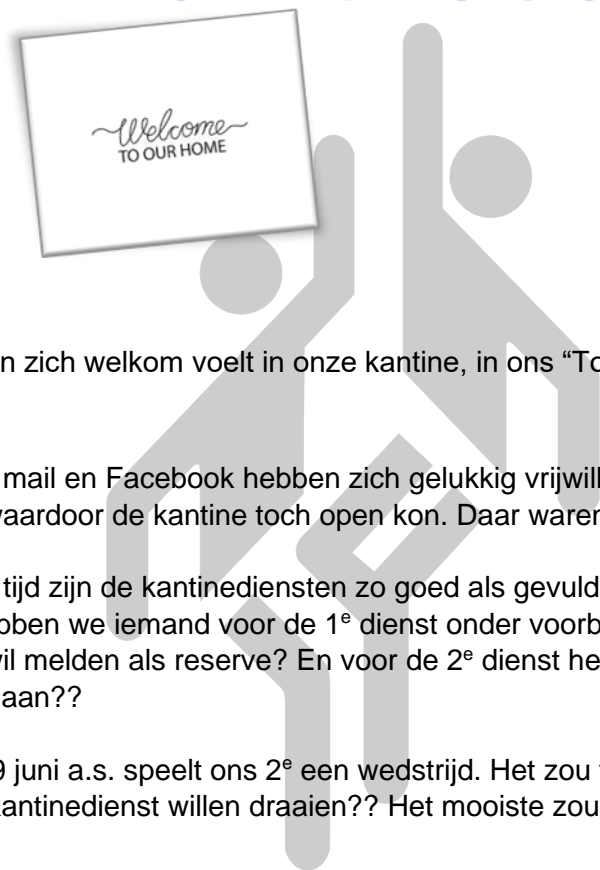 Welcome
TO OUR HOME
n zich welkom voelt in onze kantine, in ons “To
mail en Facebook hebben zich gelukkig vrijwill
vaardoor de kantine toch open kon. Daar waren
tijd zijn de kantinediensten zo goed als gevuld
bben we iemand voor de 1e dienst onder voorb
vil melden als reserve? En voor de 2e dienst he
aan??
9 juni a.s. speelt ons 2e een wedstrijd. Het zou
kantinedienst willen draaien?? Het mooiste zou